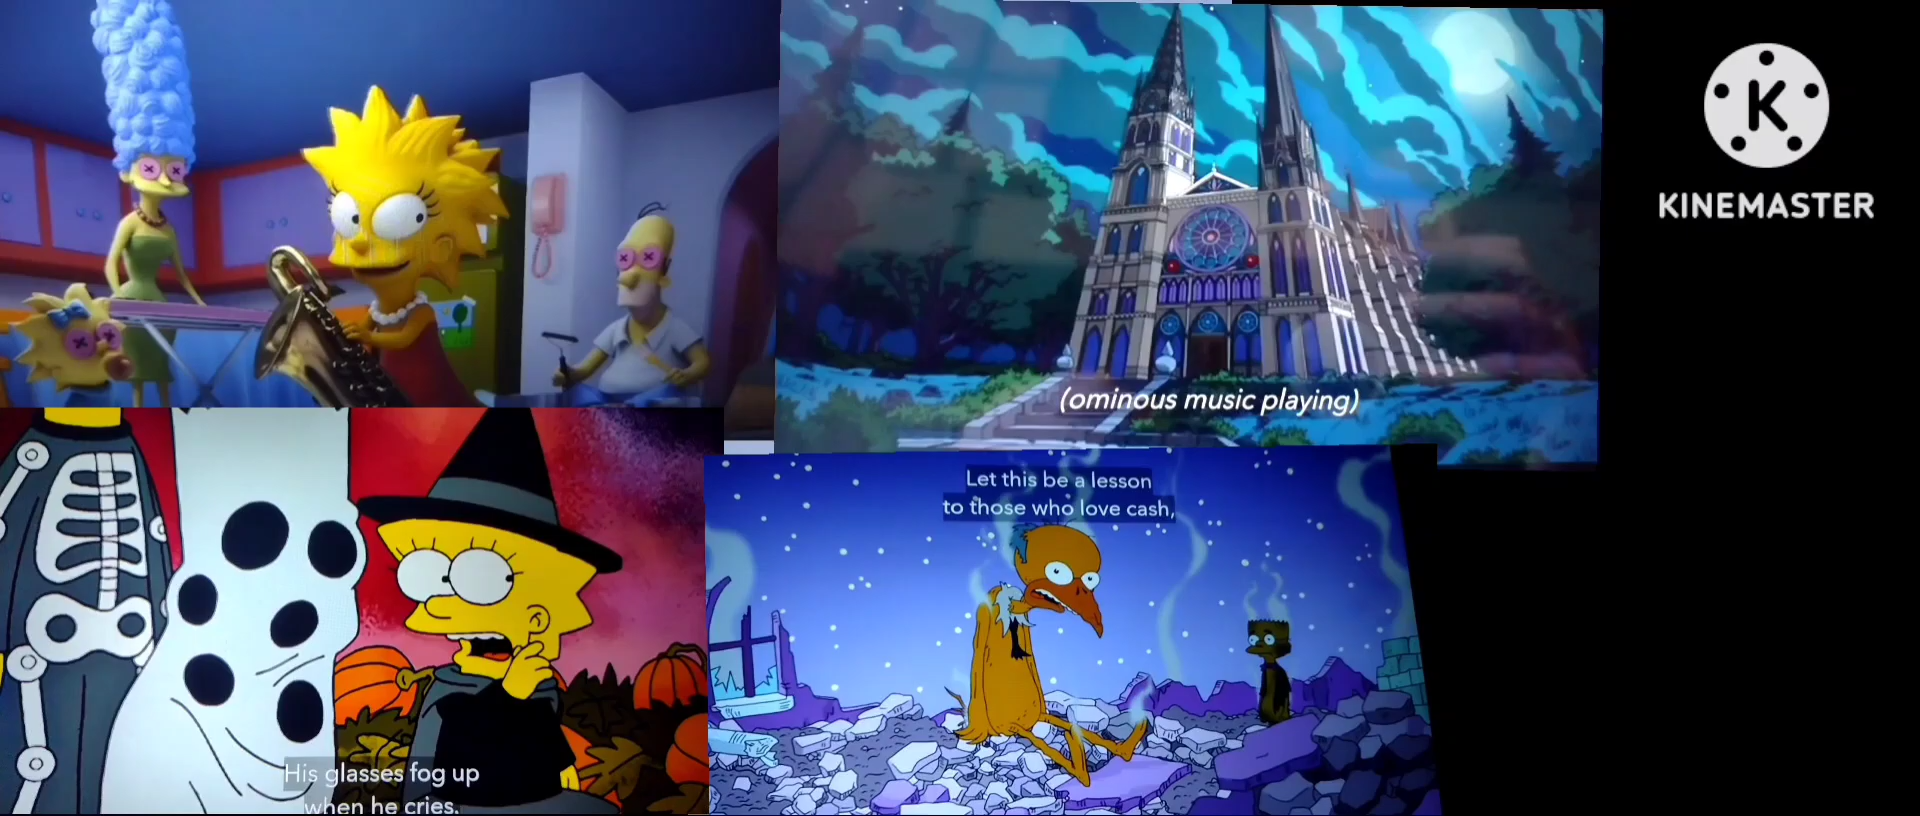 K
KINEMASTER
(ominous music playing)
Let this be a lesson
to those who love cash,
His glasses fog up
when he cries.